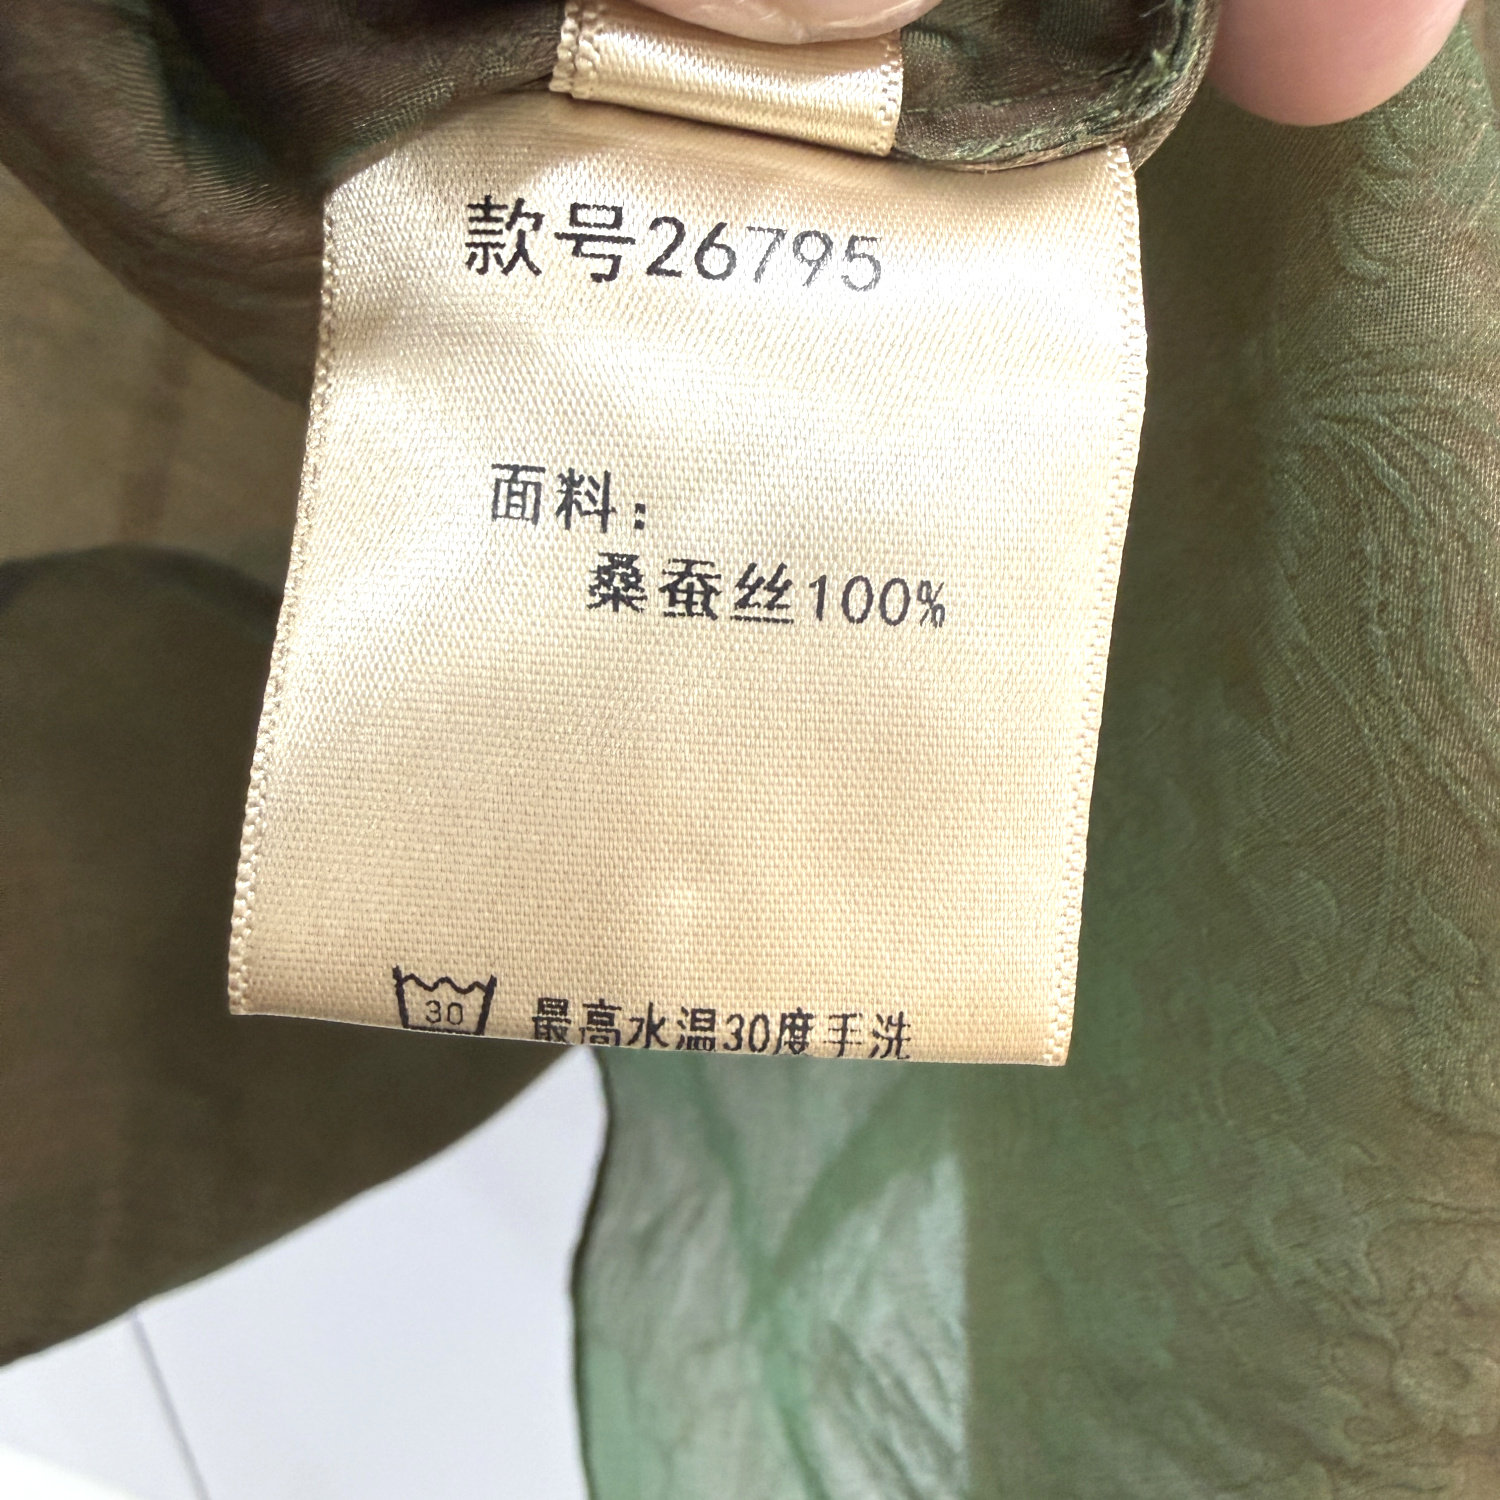 款号26795
面料：
桑蚕丝100%
30 最高水温30度手洗